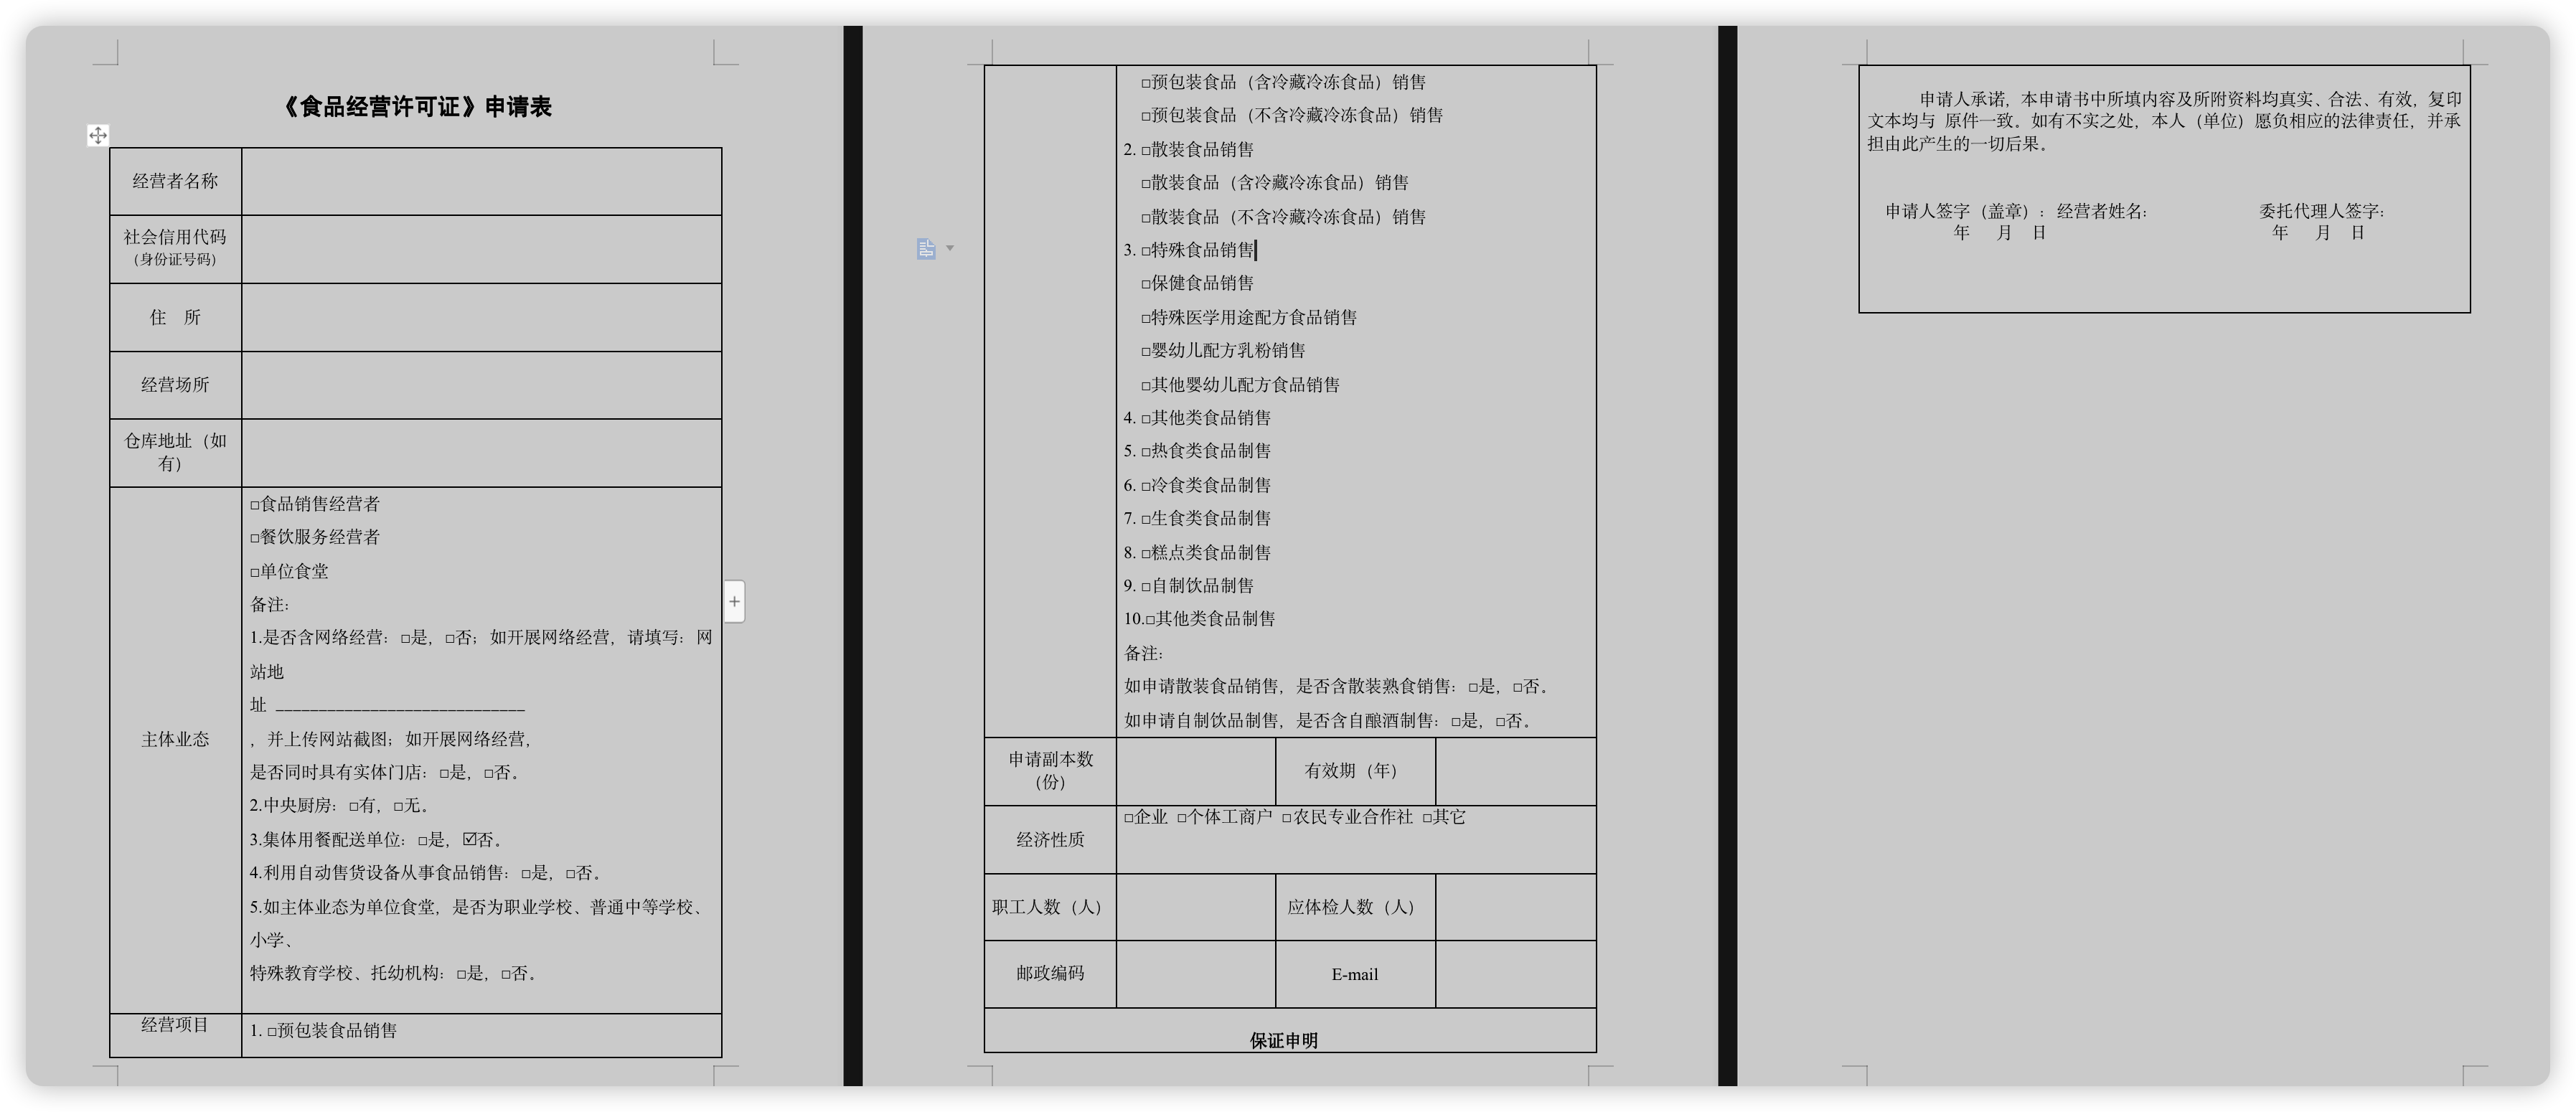 《食品经营许可证》申请表
经营者名称
社会信用代码
（身份证号码）
住 所
经营场所
仓库地址（如
有）
主体业态
□食品销售经营者
□餐饮服务经营者
□单位食堂
备注：
1.是否含网络经营：□是，□否；如开展网络经营，请填写：网
站地
址 ______________________________
，并上传网站截图；如开展网络经营，
是否同时具有实体门店：□是，□否。
2.中央厨房：□有，□无。
3.集体用餐配送单位：□是，☑否。
4.利用自动售货设备从事食品销售：□是，□否。
5.如主体业态为单位食堂，是否为职业学校、普通中等学校、
小学、
特殊教育学校、托幼机构：□是，□否。
经营项目
1. □预包装食品销售
□预包装食品（含冷藏冷冻食品）销售
□预包装食品（不含冷藏冷冻食品）销售
2. □散装食品销售
□散装食品（含冷藏冷冻食品）销售
□散装食品（不含冷藏冷冻食品）销售
3. □特殊食品销售
□保健食品销售
□特殊医学用途配方食品销售
□婴幼儿配方乳粉销售
□其他婴幼儿配方食品销售
4. □其他类食品销售
5. □热食类食品制售
6. □冷食类食品制售
7. □生食类食品制售
8. □糕点类食品制售
9. □自制饮品制售
10.□其他类食品制售
备注：
如申请散装食品销售，是否含散装熟食销售：□是，□否。
如申请自制饮品制售，是否含自酿酒制售：□是，□否。
申请副本数
（份）
有效期（年）
经济性质
□企业 □个体工商户 □农民专业合作社 □其它
职工人数（人）
应体检人数（人）
邮政编码
E-mail
保证申明
申请人承诺，本申请书中所填内容及所附资料均真实、合法、有效，复印
文本均与 原件一致。如有不实之处，本人（单位）愿负相应的法律责任，并承
担由此产生的一切后果。
申请人签字（盖章）：经营者姓名： 委托代理人签字：
年 月 日 年 月 日